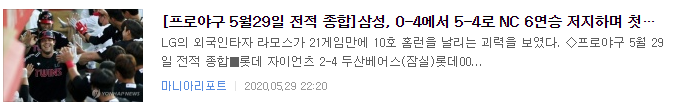 [프로야구 5월29일 전적 종합]삼성, 0-4에서 5-4로 NC 6연승 저지하며 첫…
LG의 외국인타자 라모스가 21게임만에 10호 홈런을 날리는 괴력을 보였다. ◇프로야구 5월 29
일 전적 종합■롯데 자이언츠 2-4 두산베어스(잠실)롯데00...
마니아리포트 | 2020.05.29 22:20
TWINS
YONHAP NEWS